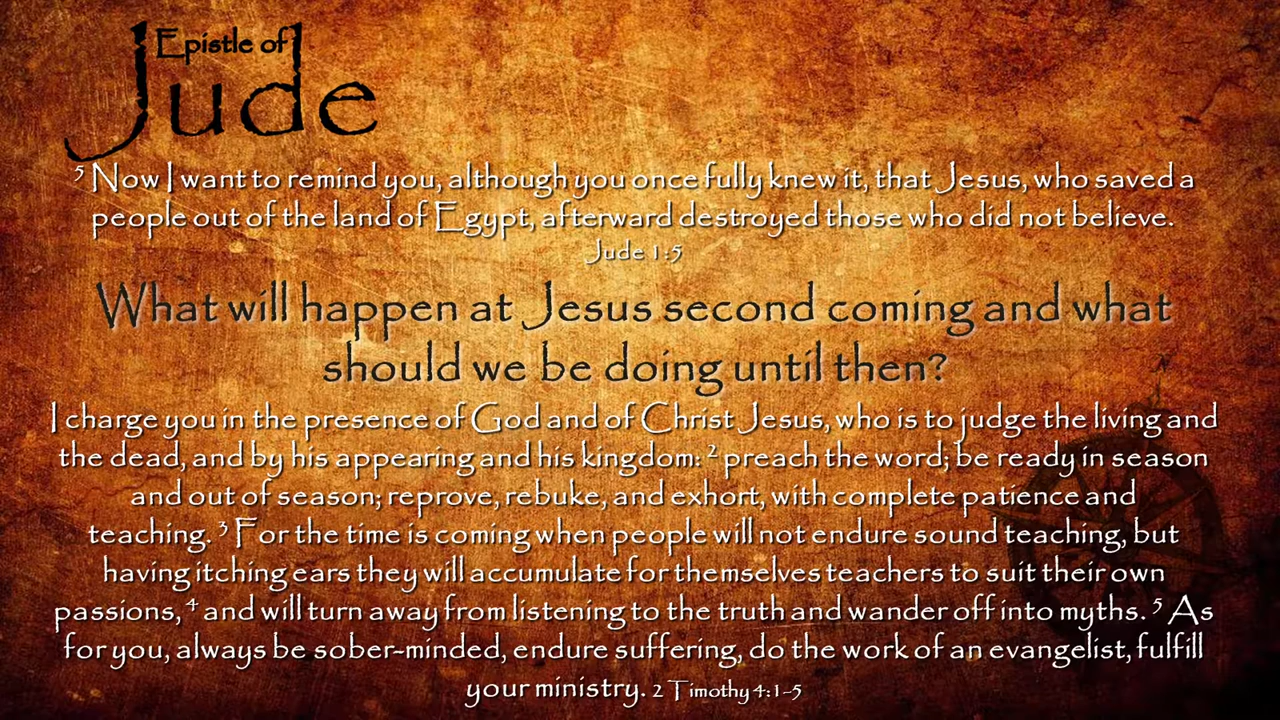 Epistle of
Jude
⁵ Now I want to remind you, although you once fully knew it, that Jesus, who saved a
people out of the land of Egypt, afterward destroyed those who did not believe.
Jude 1:5
What will happen at Jesus second coming and what
should we be doing until then?
I charge you in the presence of God and of Christ Jesus, who is to judge the living and
the dead, and by his appearing and his kingdom: ² preach the word; be ready in season
and out of season; reprove, rebuke, and exhort, with complete patience and
teaching. ³ For the time is coming when people will not endure sound teaching, but
having itching ears they will accumulate for themselves teachers to suit their own
passions, ⁴ and will turn away from listening to the truth and wander off into myths. ⁵ As
for you, always be sober-minded, endure suffering, do the work of an evangelist, fulfill
your ministry. 2 Timothy 4:1-5